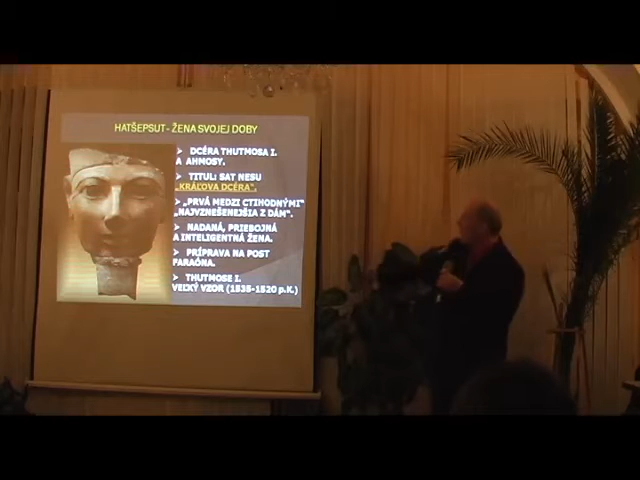 HATŠEPSUT - ŽENA SVOJEJ DOBY
➢ DCÉRA THUTMOSA I.
A AHMOSY.
➢ TITUL: SAT NESU
„KRÁĽOVA DCÉRA“.
➢ „PRVÁ MEDZI CTIHODNÝMI“
„NAJVZNEŠENEJŠIA Z DÁM“.
➢ NADANÁ, PRIEBOJNÁ
A INTELIGENTNÁ ŽENA.
➢ PRÍPRAVA NA POST
FARAÓNA.
➢ THUTMOSE I.
VEĽKÝ VZOR (1535-1520 p.K.)